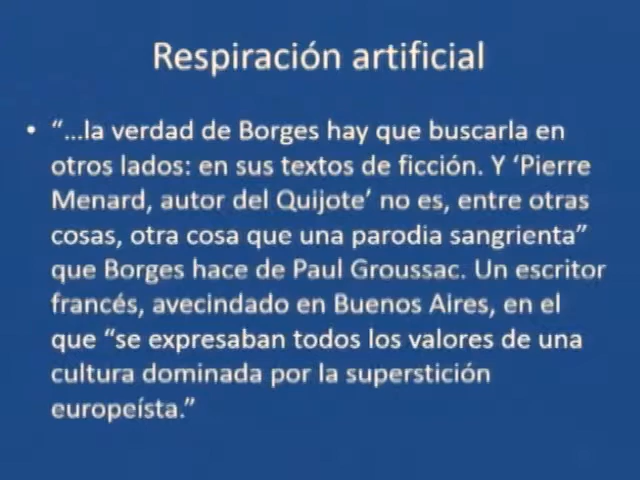 Respiración artificial
• “...la verdad de Borges hay que buscarla en
otros lados: en sus textos de ficción. Y ‘Pierre
Menard, autor del Quijote’ no es, entre otras
cosas, otra cosa que una parodia sangrienta”
que Borges hace de Paul Groussac. Un escritor
francés, avecindado en Buenos Aires, en el
que “se expresaban todos los valores de una
cultura dominada por la superstición
europeísta.”